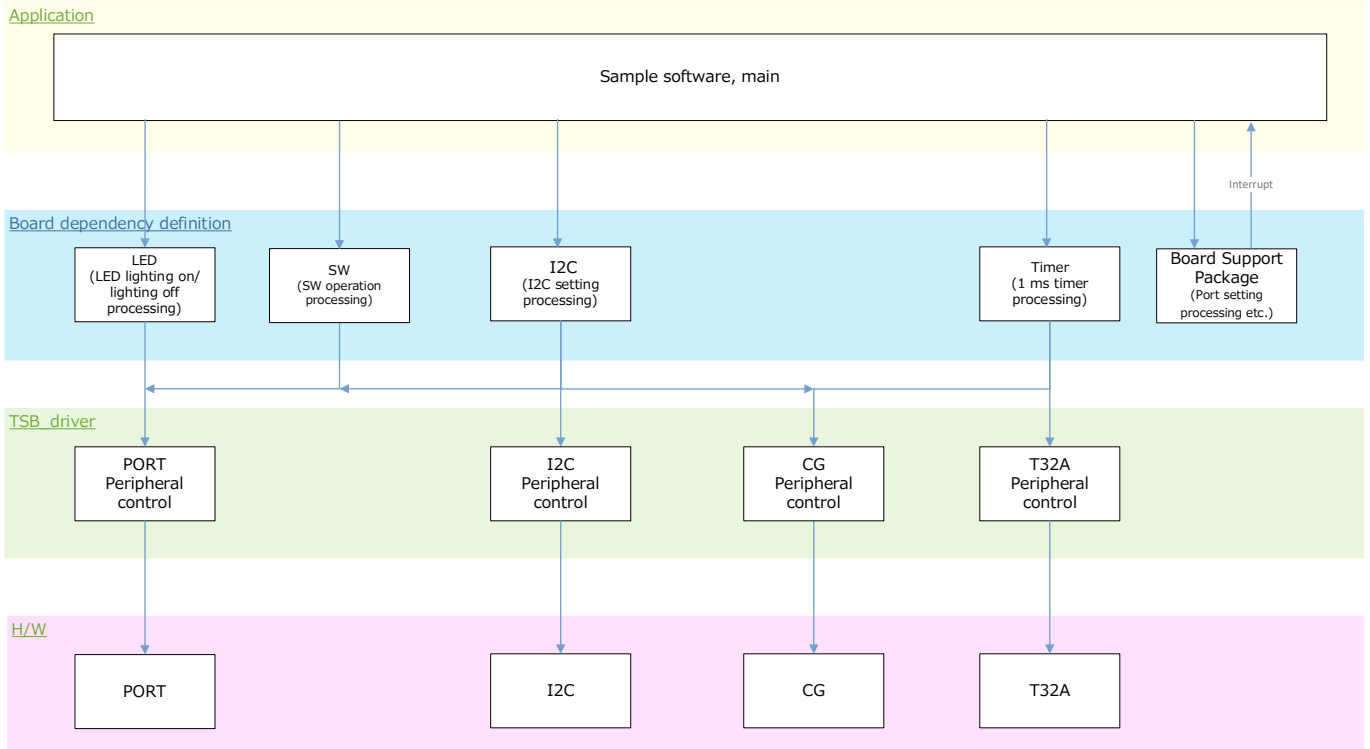 Application
Sample software, main
Interrupt
Board dependency definition
LED
(LED lighting on/
lighting off
processing)
SW
(SW operation
processing)
I2C
(I2C setting
processing)
Timer
(1 ms timer
processing)
Board Support
Package
(Port setting
processing etc.)
TSB_driver
PORT
Peripheral
control
I2C
Peripheral
control
CG
Peripheral
control
T32A
Peripheral
control
H/W
PORT
I2C
CG
T32A